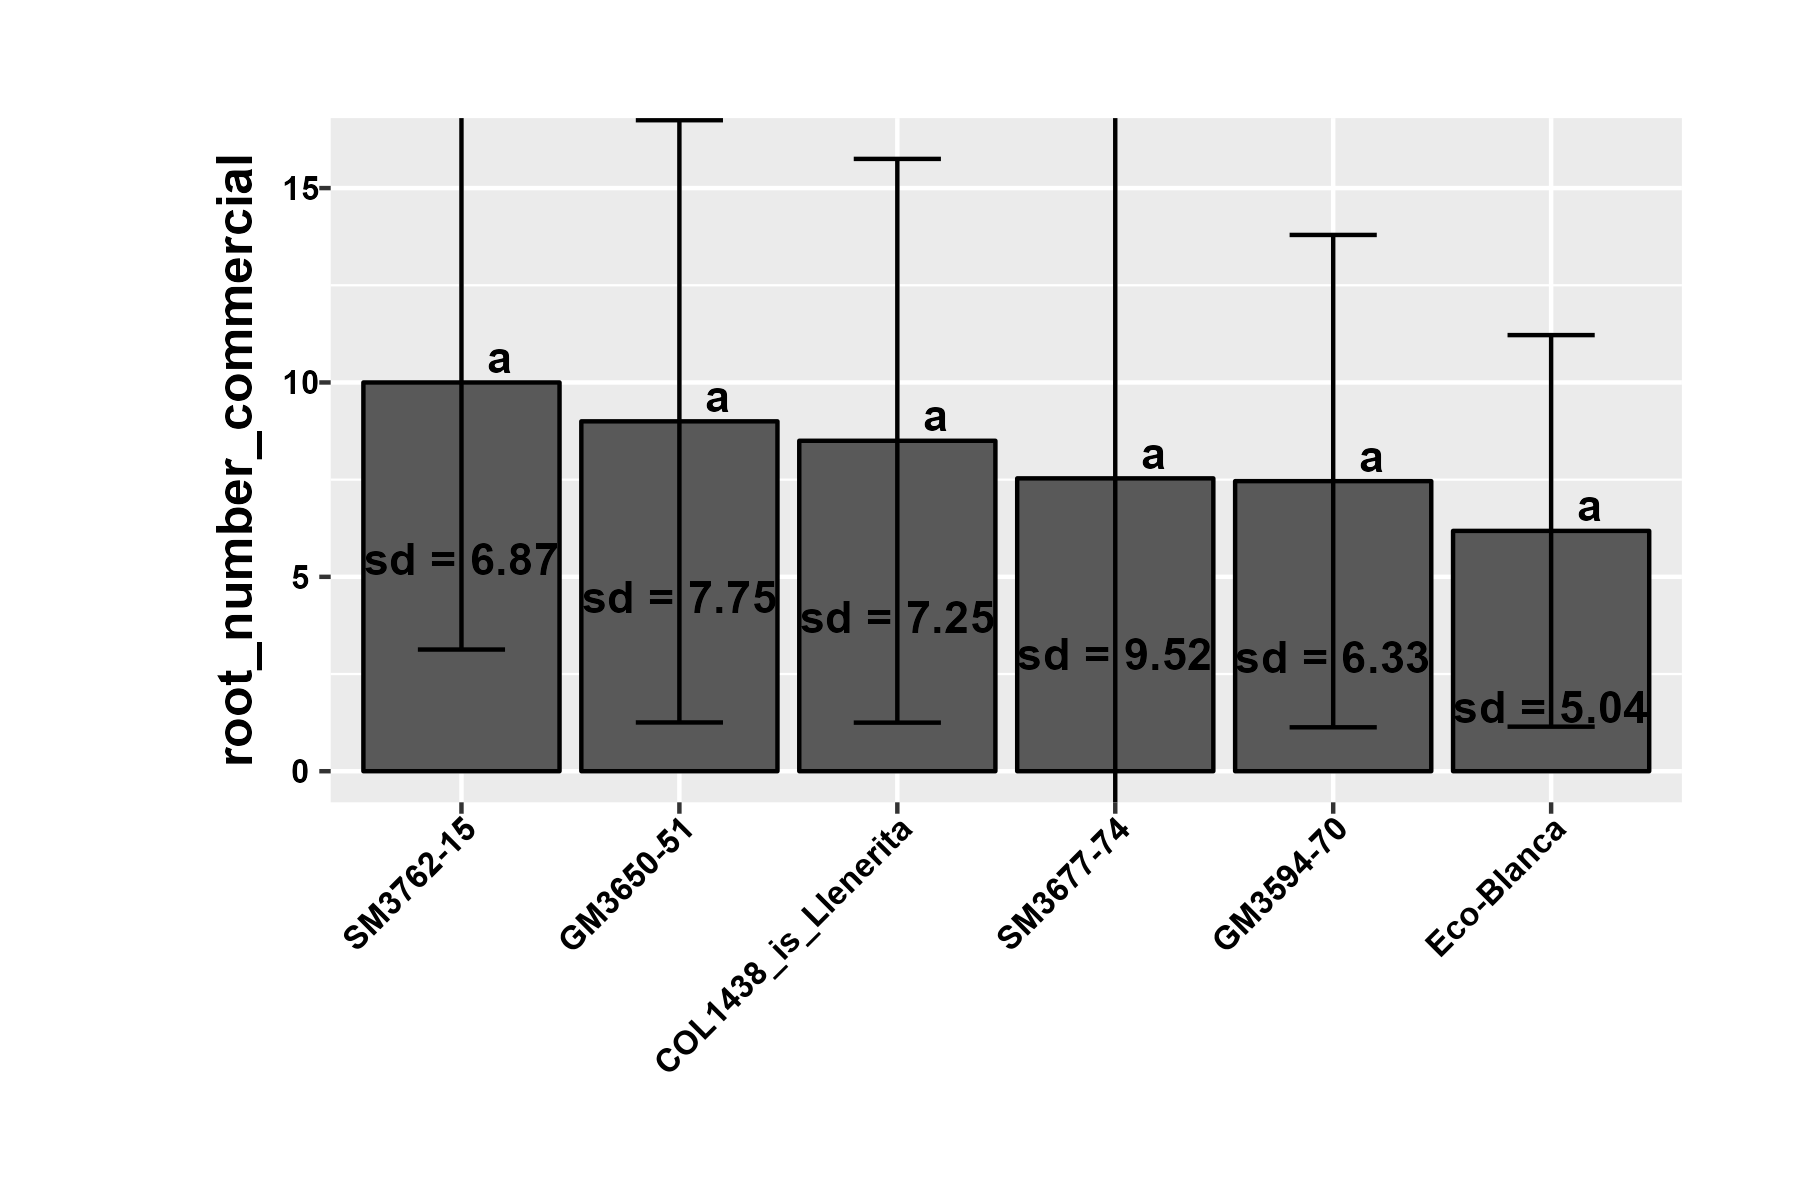 root_number_commercial
15
10
5
0
a
a
a
a
a
a
sd = 6.87
sd = 7.75
sd = 7.25
sd = 9.52
sd = 6.33
sd = 5.04
SM3762-15
GM3650-51
COL1438_is_Llenerita
SM3677-74
GM3594-70
Eco-Blanca